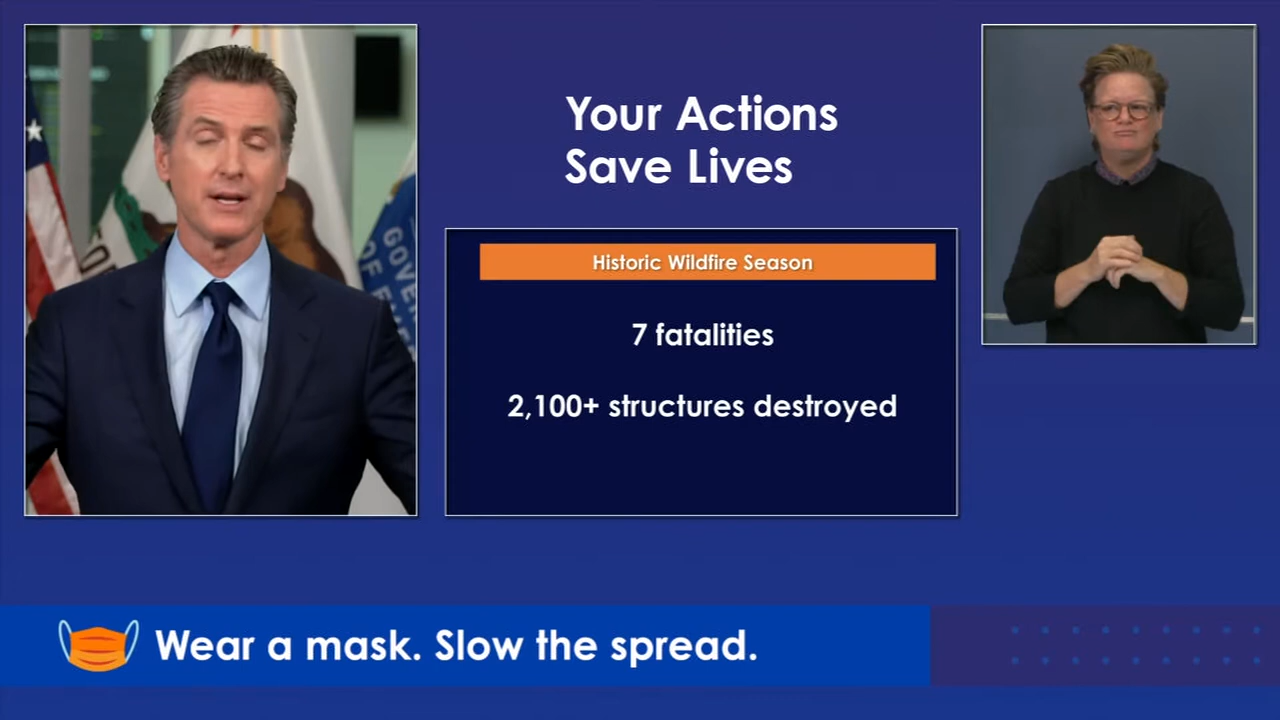 Your Actions
Save Lives
Historic Wildfire Season
7 fatalities
2,100+ structures destroyed
Wear a mask. Slow the spread.